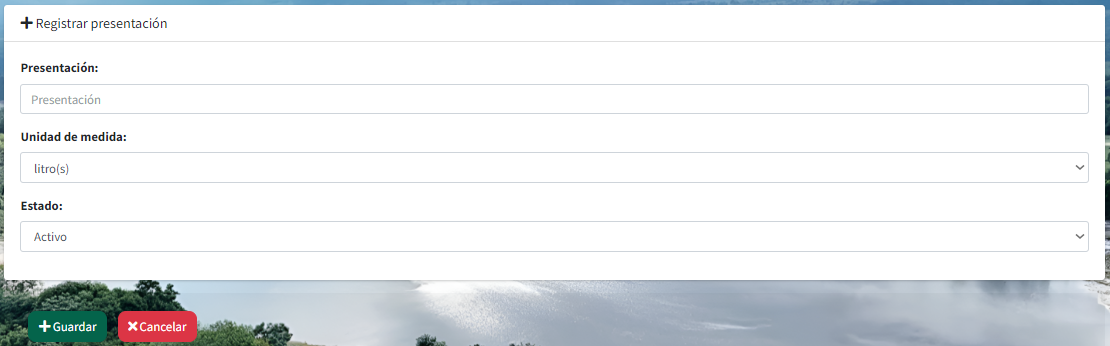 Registrar presentación
Presentación:
Presentación
Unidad de medida:
litro(s)
Estado:
Activo
Guardar
Cancelar